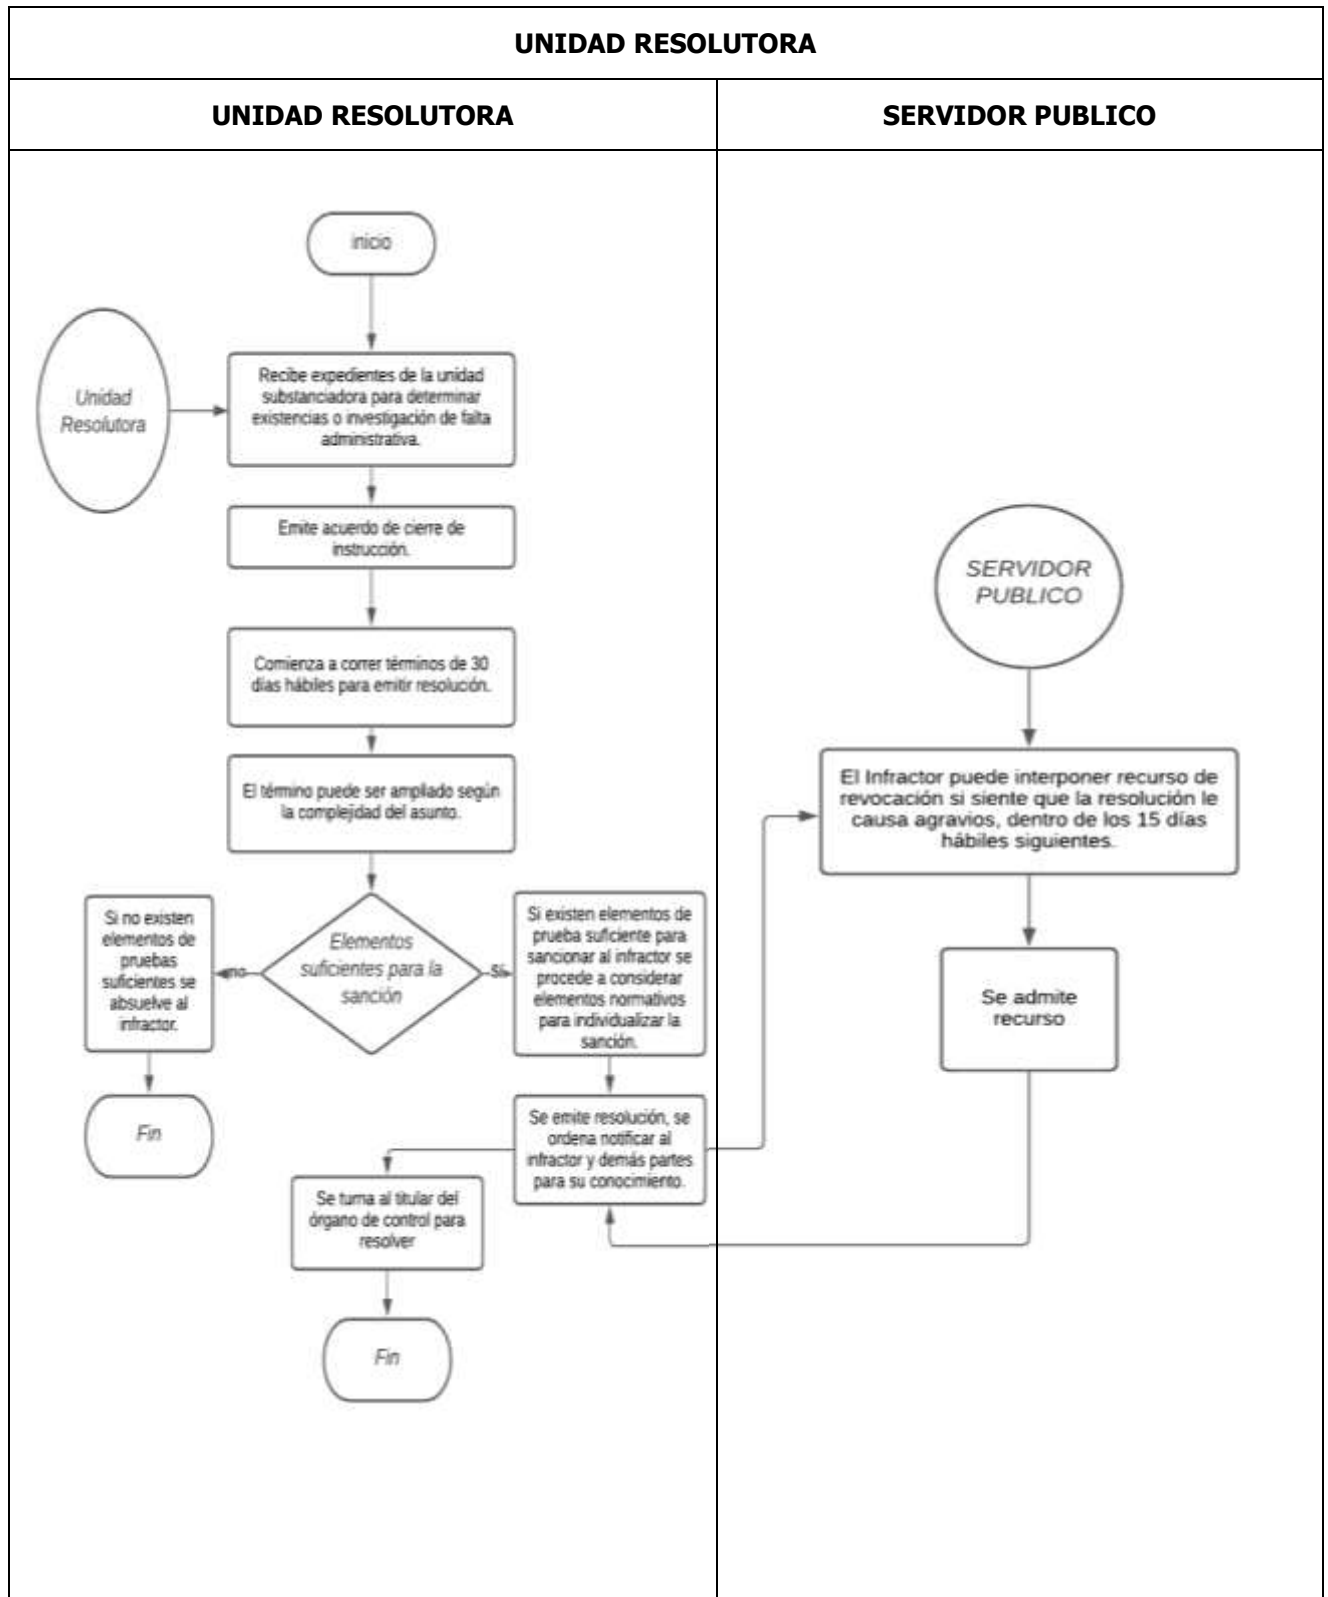 UNIDAD RESOLUTORA
UNIDAD RESOLUTORA
SERVIDOR PUBLICO
inicio
Unidad
Resolutora
Recibe expedientes de la unidad
substanciadora para determinar
existencias o investigación de falta
administrativa.
Emite acuerdo de cierre de
instrucción.
Comienza a correr términos de 30
días hábiles para emitir resolución.
El término puede ser ampliado según
la complejidad del asunto.
Elementos
suficientes para la
sanción
no
Si no existen
elementos de
pruebas
suficientes se
absuelve al
infractor.
Fin
Sí
Si existen elementos de
prueba suficiente para
sancionar al infractor se
procede a considerar
elementos normativos
para individualizar la
sanción.
Se emite resolución, se
ordena notificar al
infractor y demás partes
para su conocimiento.
Se turna al titular del
órgano de control para
resolver
Fin
SERVIDOR
PUBLICO
El Infractor puede interponer recurso de
revocación si siente que la resolución le
causa agravios, dentro de los 15 días
hábiles siguientes.
Se admite
recurso